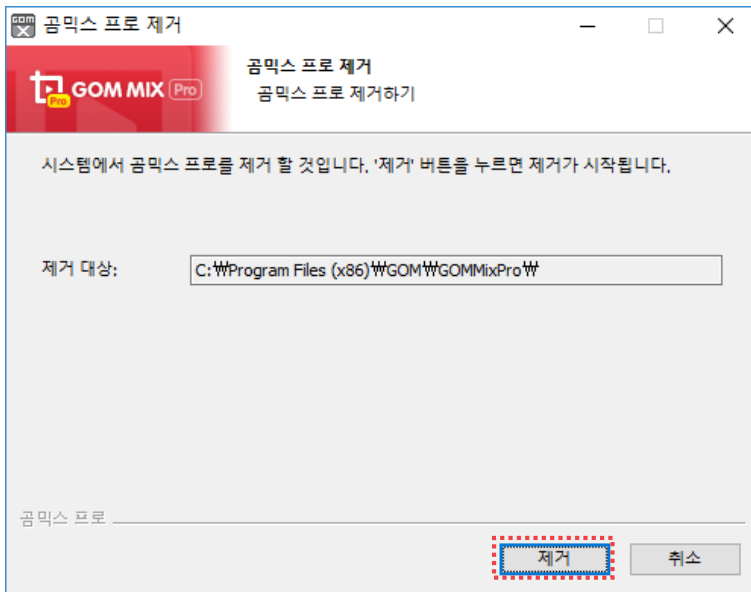 곰믹스 프로 제거
GOM MIX Pro
Pro
곰믹스 프로 제거
곰믹스 프로 제거하기
시스템에서 곰믹스 프로를 제거 할 것입니다. '제거' 버튼을 누르면 제거가 시작됩니다.
제거 대상: C:₩Program Files (x86)₩GOM₩GOMMixPro₩
곰믹스 프로
제거 취소